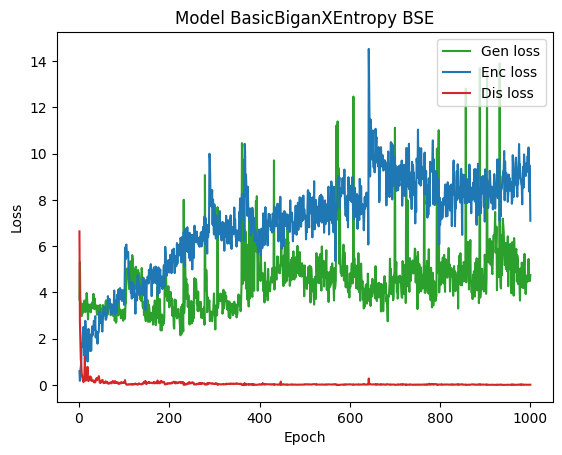 Model BasicBiganXEntropy BSE
Gen loss
Enc loss
Dis loss
Loss
14
12
10
8
6
4
2
0
0 200 400 600 800 1000
Epoch